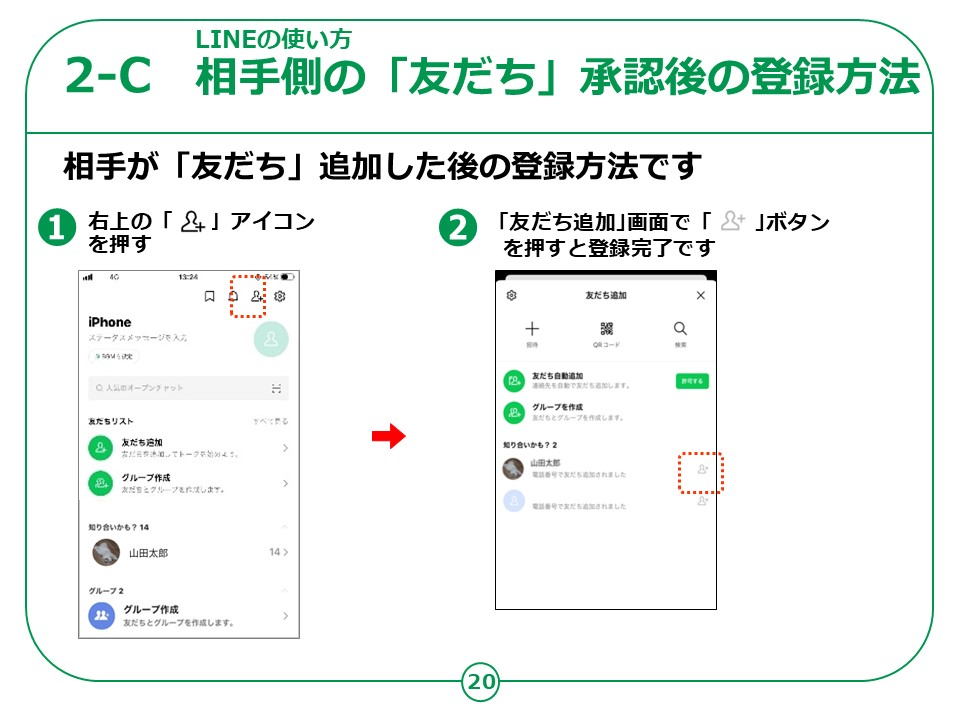 LINEの使い方
2-C 相手側の「友だち」承認後の登録方法
相手が「友だち」追加した後の登録方法です
1 右上の「 」アイコン
を押す
4G 13:24 54%
iPhone
ステータスメッセージを入力
BGMを設定
人気のオープンチャット
友だちリスト すべて見る
友だち追加
友だちを追加してトークを始めよう。
グループ作成
友だちとグループを作成します。
知り合いかも? 14
山田太郎 14
グループ 2
グループ作成
友だちとグループを作成します。
2 「友だち追加」画面で「 」ボタン
を押すと登録完了です
友だち追加
招待 QRコード 検索
友だち自動追加
連絡先を自動で友だち追加します。
許可する
グループを作成
友だちとグループを作成します。
知り合いかも? 2
山田太郎
電話番号で友だち追加されました
電話番号で友だち追加されました
20